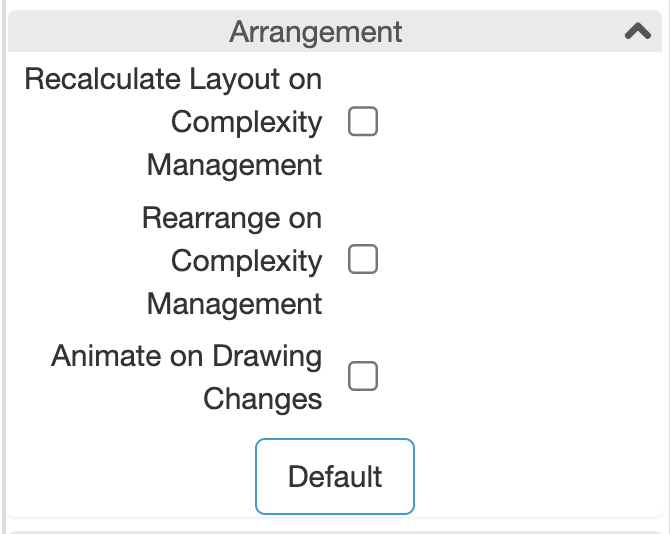 Arrangement
Recalculate Layout on
Complexity
Management
Rearrange on
Complexity
Management
Animate on Drawing
Changes
Default